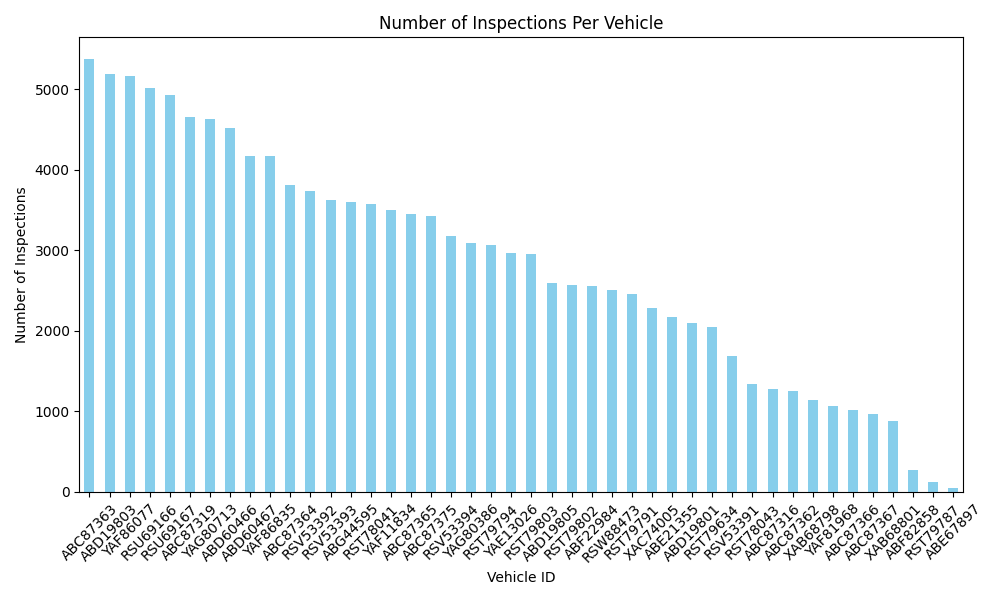 Number of Inspections Per Vehicle
Number of Inspections
5000
4000
3000
2000
1000
0
ABC87363
ABD19803
YAF86077
RSU69166
RSU69167
ABC87319
YAG80713
ABD60466
ABD60467
YAF86835
ABC87364
RSV53392
RSV53393
ABG44595
RST78041
YAF11834
ABC87365
ABC87375
RSV53394
YAG80386
RST79794
YAE13026
RST79803
ABD19805
RST79802
ABF22984
RSW88473
RST79791
XAC74005
ABE21355
ABD19801
RST79634
RSV53391
RST78043
ABC87316
ABC87362
XAB68798
YAF81968
ABC87366
ABC87367
XAB68801
ABF82858
RST79787
ABE67897
Vehicle ID